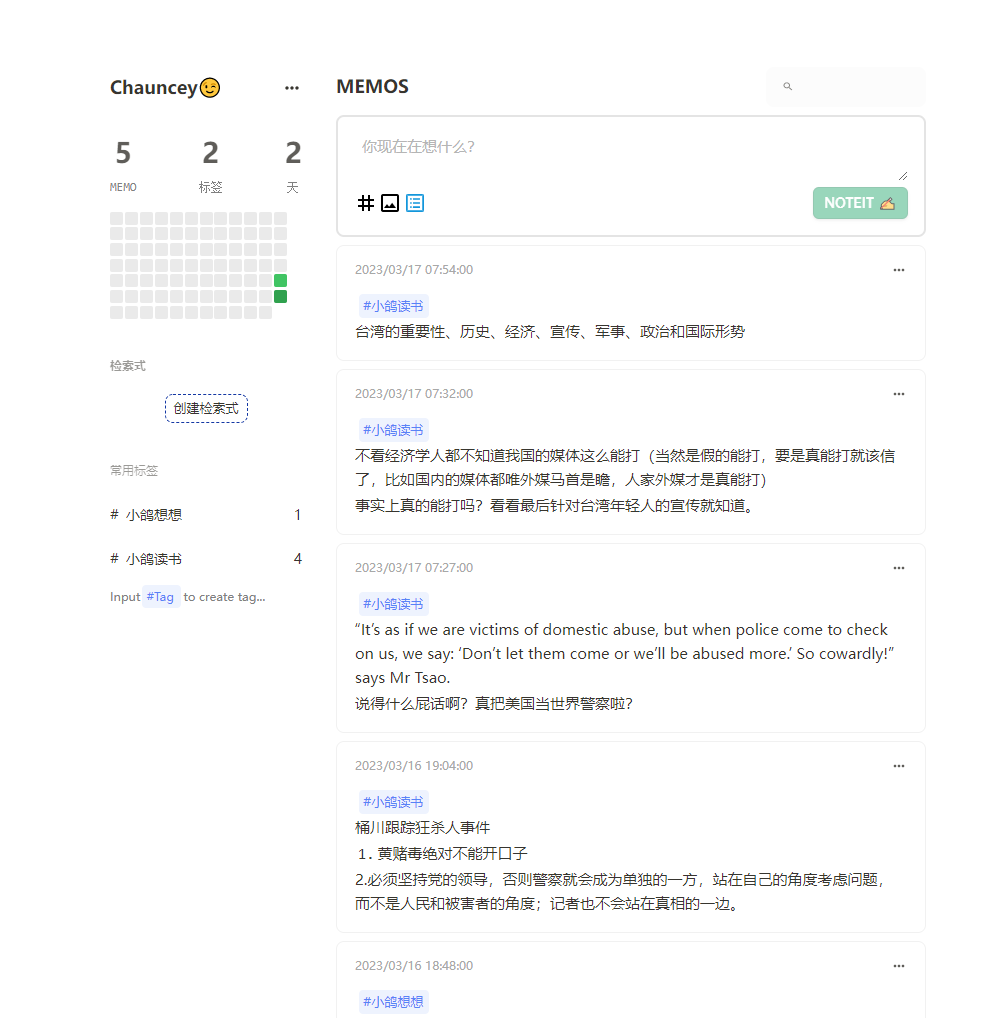 Chauncey😉
5
2
2
MEMO
标签
天
检索式
创建检索式
常用标签
# 小鸽想想 1
# 小鸽读书 4
Input #Tag to create tag...
MEMOS
你现在在想什么？
NOTEIT ✍
2023/03/17 07:54:00
#小鸽读书
台湾的重要性、历史、经济、宣传、军事、政治和国际形势
2023/03/17 07:32:00
#小鸽读书
不看经济学人都不知道我国的媒体这么能打（当然是假的能打，要是真能打就该信
了，比如国内的媒体都唯外媒马首是瞻，人家外媒才是真能打）
事实上真的能打吗？看看最后针对台湾年轻人的宣传就知道。
2023/03/17 07:27:00
#小鸽读书
“It’s as if we are victims of domestic abuse, but when police come to check
on us, we say: ‘Don’t let them come or we’ll be abused more.’ So cowardly!”
says Mr Tsao.
说得什么屁话啊？真把美国当世界警察啦？
2023/03/16 19:04:00
#小鸽读书
桶川跟踪狂杀人事件
1. 黄赌毒绝对不能开口子
2.必须坚持党的领导，否则警察就会成为单独的一方，站在自己的角度考虑问题，
而不是人民和被害者的角度；记者也不会站在真相的一边。
2023/03/16 18:48:00
#小鸽想想